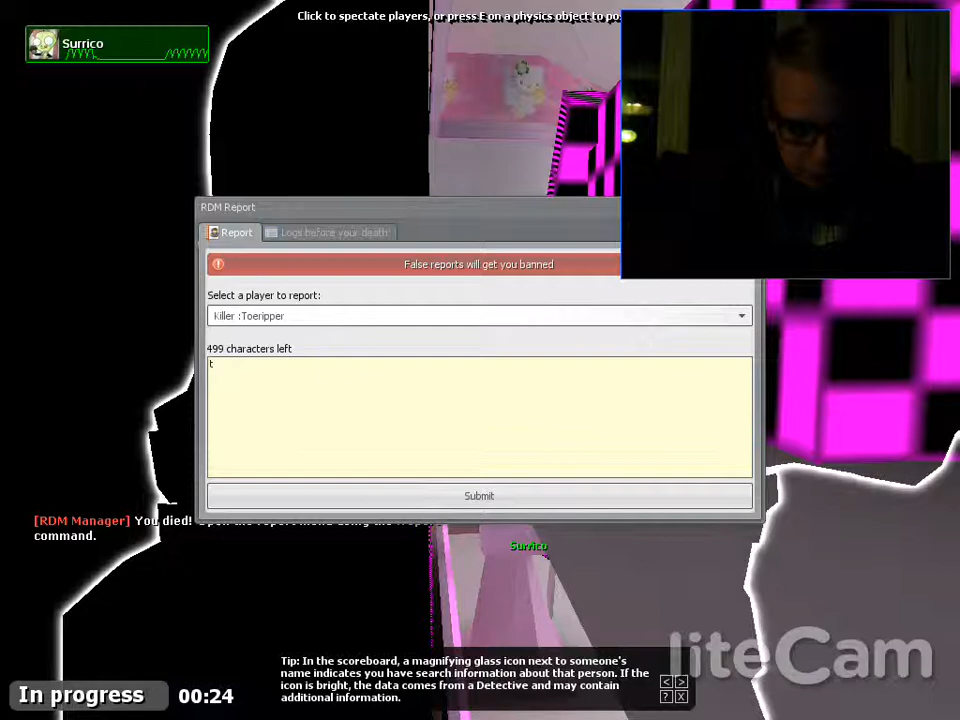 Click to spectate players, or press E on a physics object to po
Surrico
RDM Report
Report
Logs before your death
False reports will get you banned
Select a player to report:
Killer :Toeripper
499 characters left
t
Submit
[RDM Manager] You died!
command.
Surrico
Tip: In the scoreboard, a magnifying glass icon next to someone's
name indicates you have search information about that person. If the
icon is bright, the data comes from a Detective and may contain
additional information.
< >
? X
In progress 00:24
liteCam